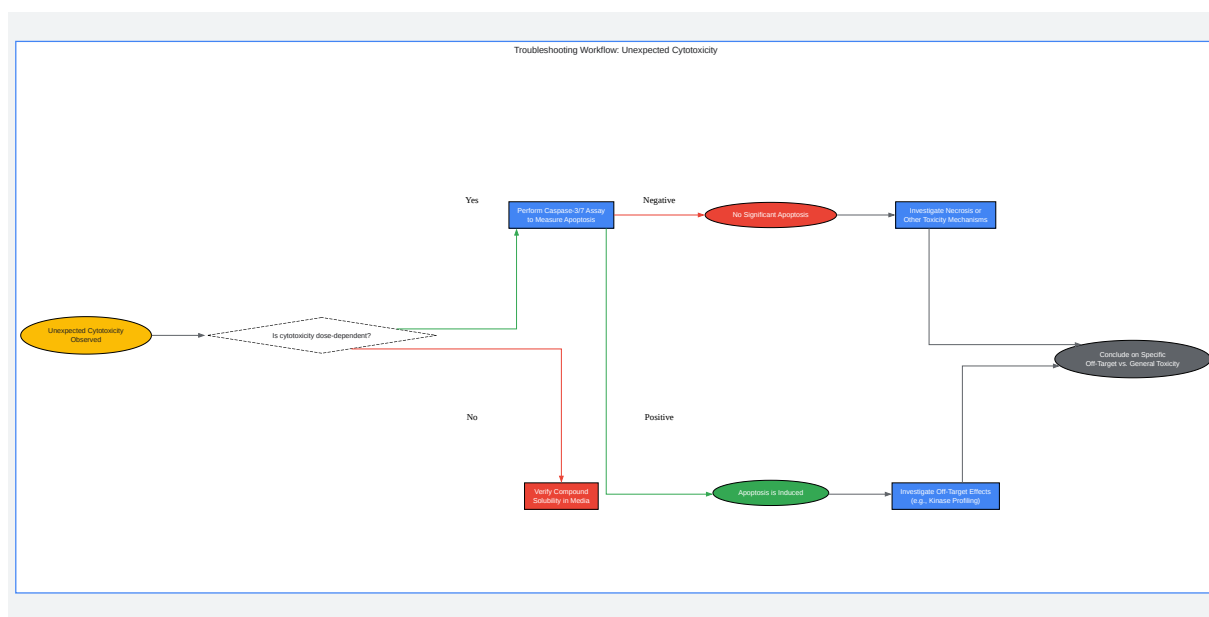 Troubleshooting Workflow: Unexpected Cytotoxicity
Yes
Perform Caspase-3/7 Assay
to Measure Apoptosis
Negative
No Significant Apoptosis
Investigate Necrosis or
Other Toxicity Mechanisms
Unexpected Cytotoxicity
Observed
Is cytotoxicity dose-dependent?
Conclude on Specific
Off-Target vs. General Toxicity
No
Positive
Verify Compound
Solubility in Media
Apoptosis is Induced
Investigate Off-Target Effects
(e.g., Kinase Profiling)